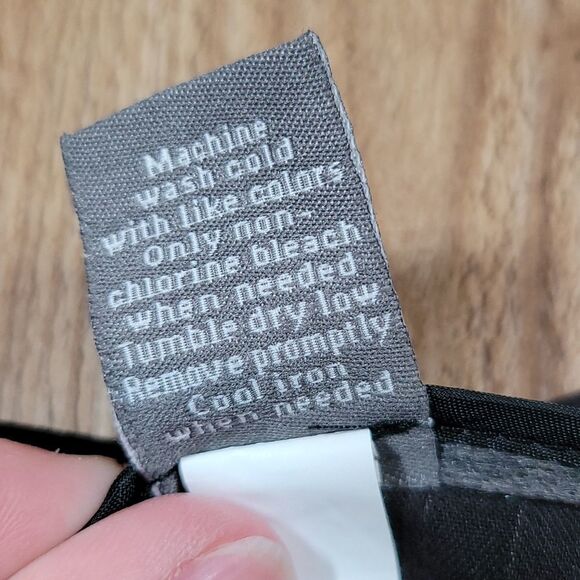 Machine
wash cold
with like colors
Only non-
chlorine bleach
when needed
Tumble dry low
Remove promptly
Cool iron
when needed